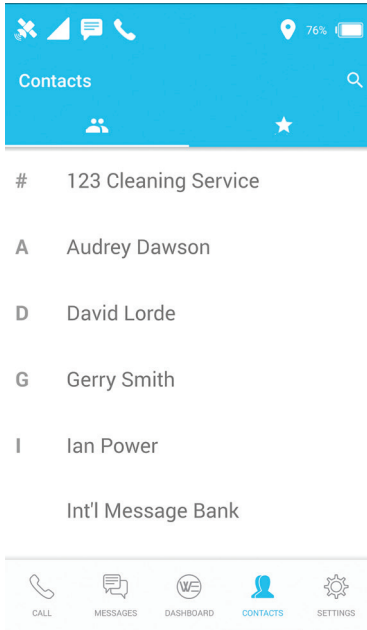 76%
Contacts
# 123 Cleaning Service
A Audrey Dawson
D David Lorde
G Gerry Smith
I Ian Power
Int'l Message Bank
CALL MESSAGES DASHBOARD CONTACTS SETTINGS